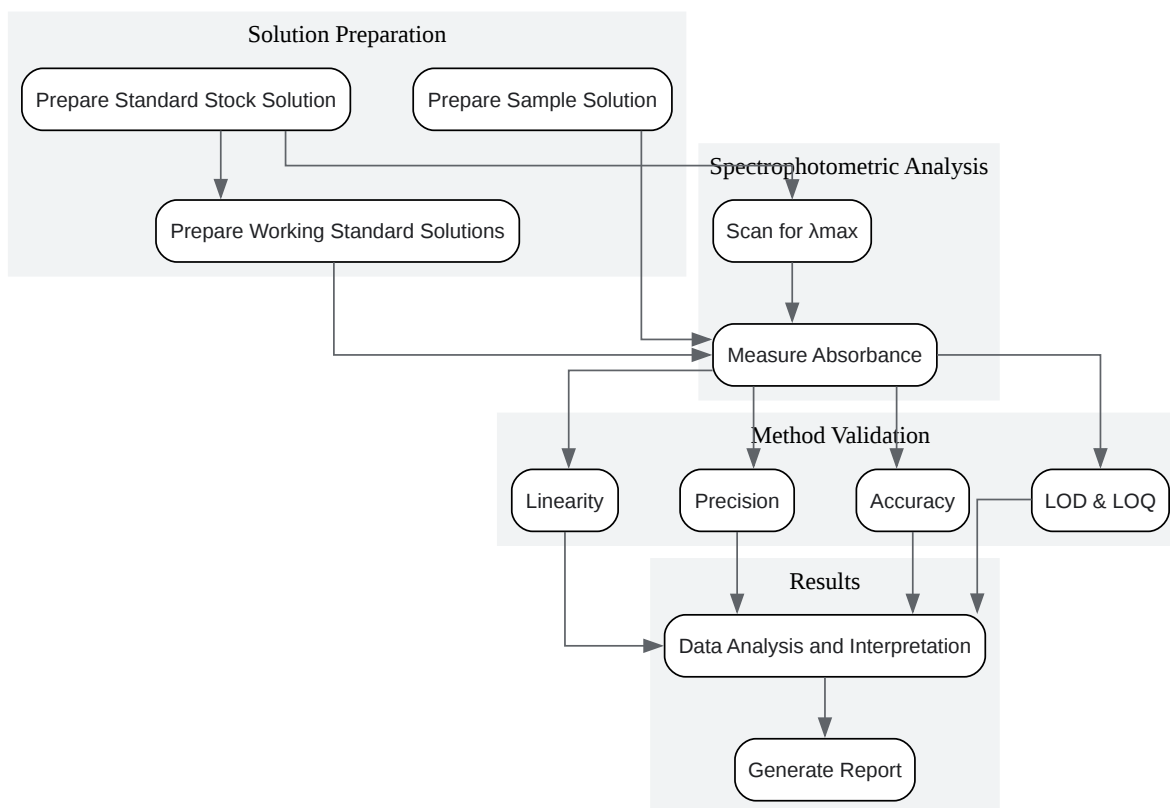 Solution Preparation
Prepare Standard Stock Solution
Prepare Sample Solution
Prepare Working Standard Solutions
Spectrophotometric Analysis
Scan for λmax
Measure Absorbance
Method Validation
Linearity
Precision
Accuracy
LOD & LOQ
Results
Data Analysis and Interpretation
Generate Report